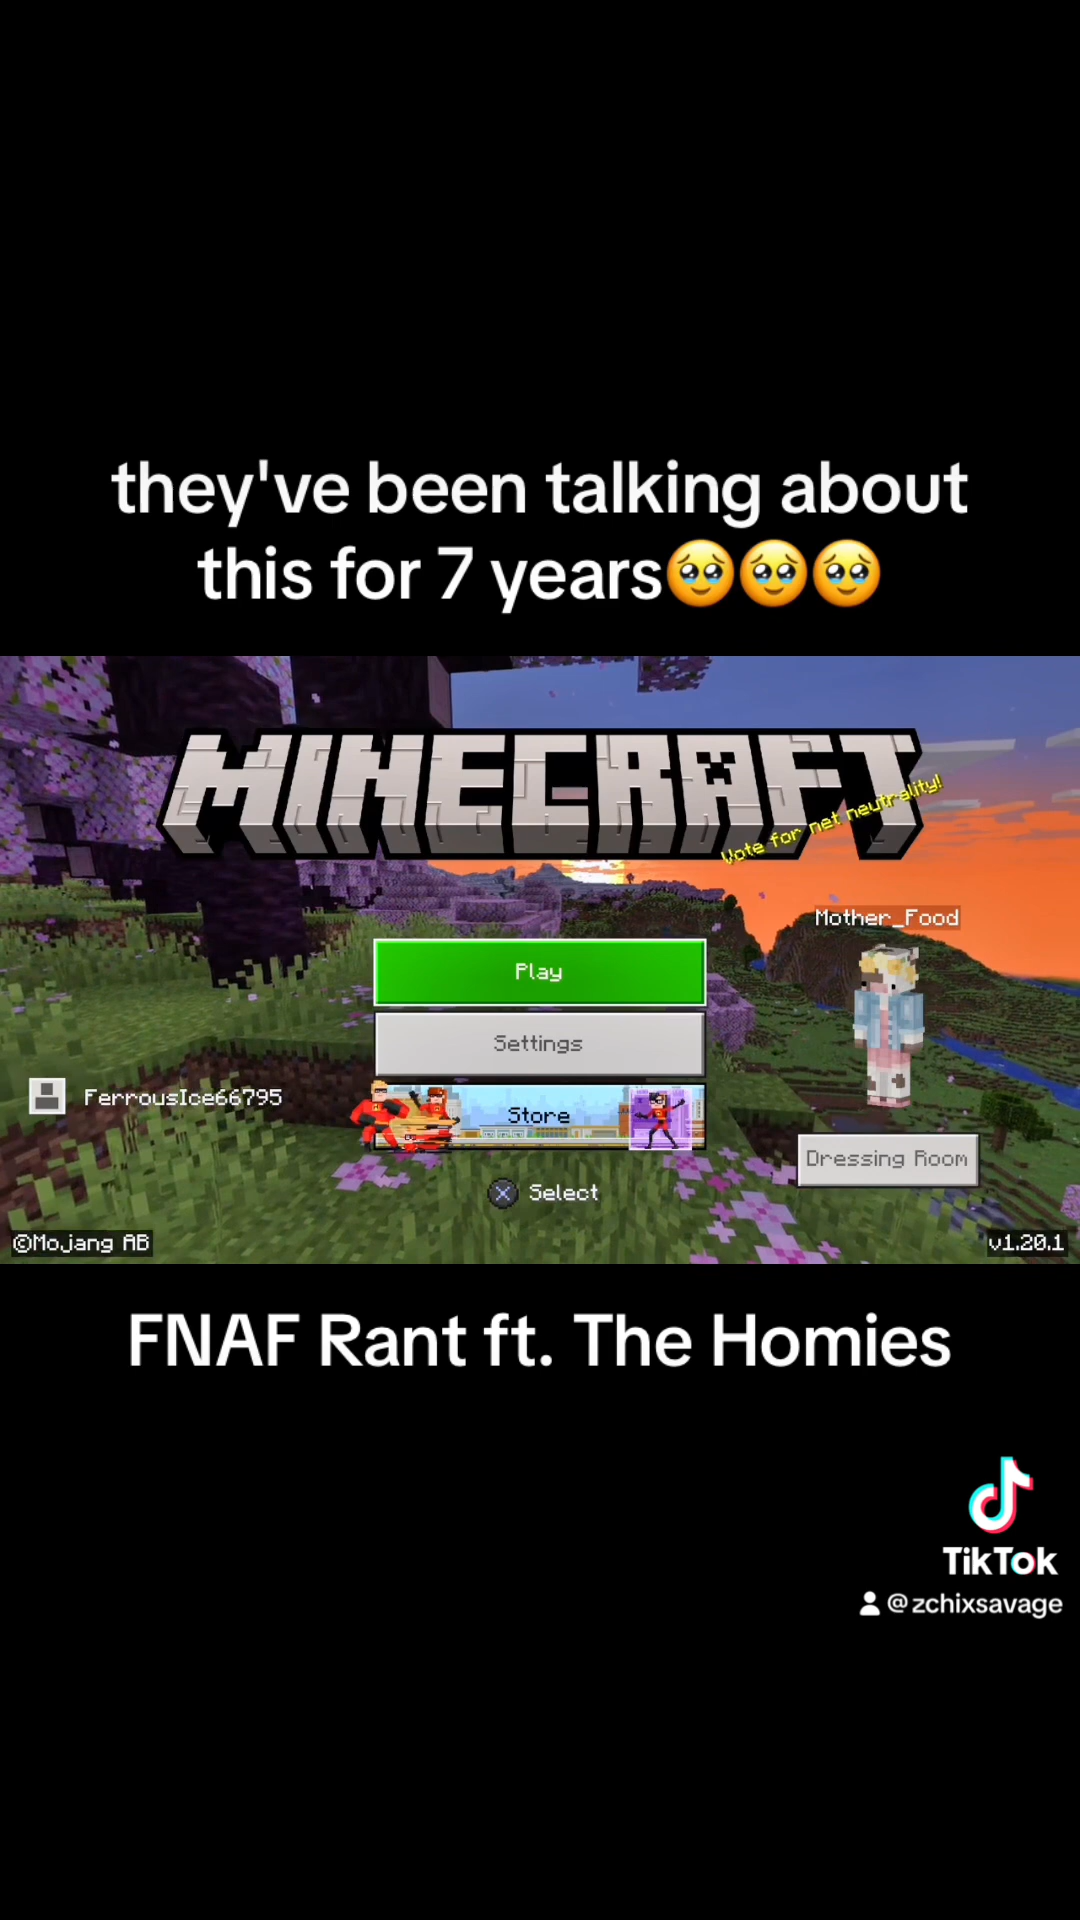 they've been talking about
this for 7 years🥹🥹🥹
MINECRAFT
Vote for net neutrality!
Mother_Food
Play
Settings
FerrousIce66795
Store
Dressing Room
Select
©Mojang AB
v1.20.1
FNAF Rant ft. The Homies
TikTok
@zchixsavage